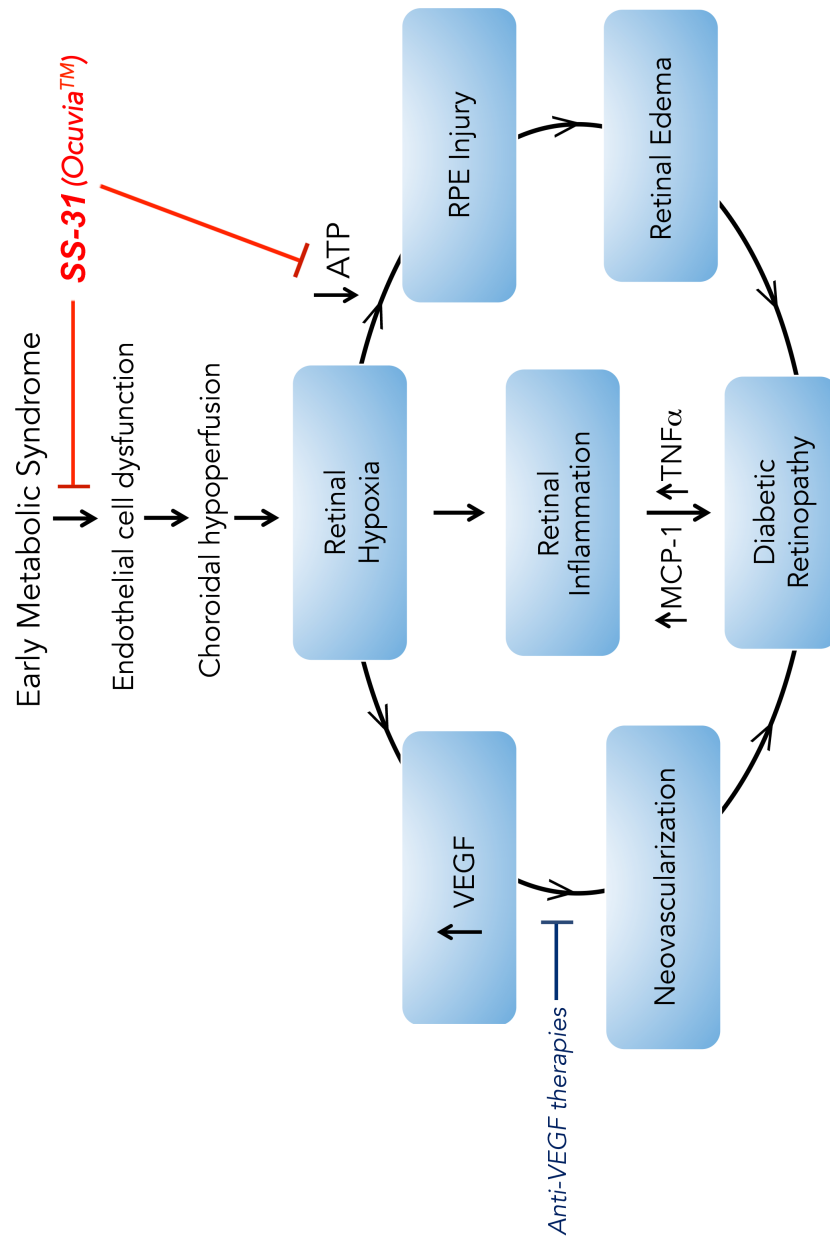 Early Metabolic Syndrome
SS-31 (Ocuvia™)
Endothelial cell dysfunction
Choroidal hypoperfusion
Retinal
Hypoxia
↓ ATP
↑ VEGF
RPE Injury
Anti-VEGF therapies
Retinal
Inflammation
Neovascularization
↑MCP-1 ↑TNFα
Retinal Edema
Diabetic
Retinopathy